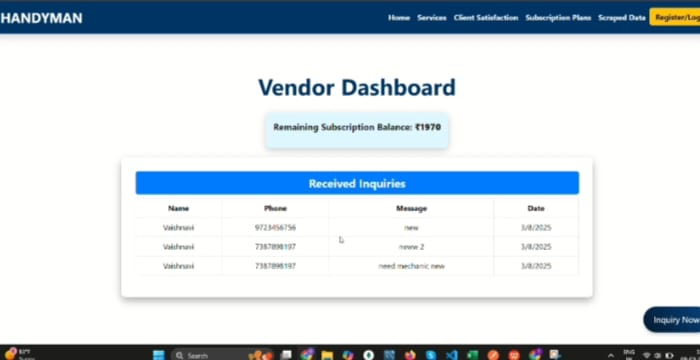 HANDYMAN
Home Services Client Satisfaction Subscription Plans Scraped Data Register/Log
Vendor Dashboard
Remaining Subscription Balance: ₹1970
Received Inquiries
Name Phone Message Date
Vaishnavi 9723456756 new 3/8/2025
Vaishnavi 7387898197 neww 2 3/8/2025
Vaishnavi 7387898197 need mechanic new 3/8/2025
Inquiry Now
Search
ENG